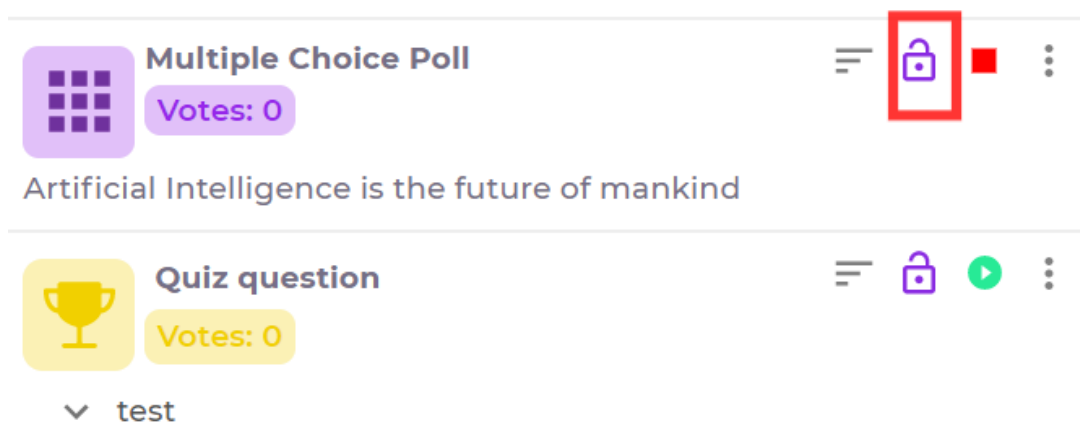 Multiple Choice Poll
Votes: 0
Artificial Intelligence is the future of mankind
Quiz question
Votes: 0
test